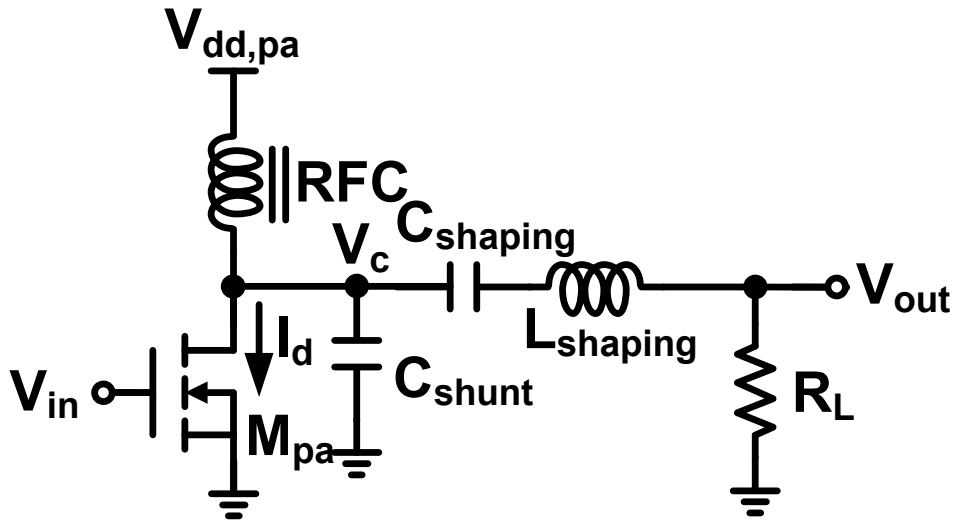 Vdd,pa
RFC
Cshaping
Vc
Vout
Lshaping
Id
Cshunt
RL
Vin
Mpa